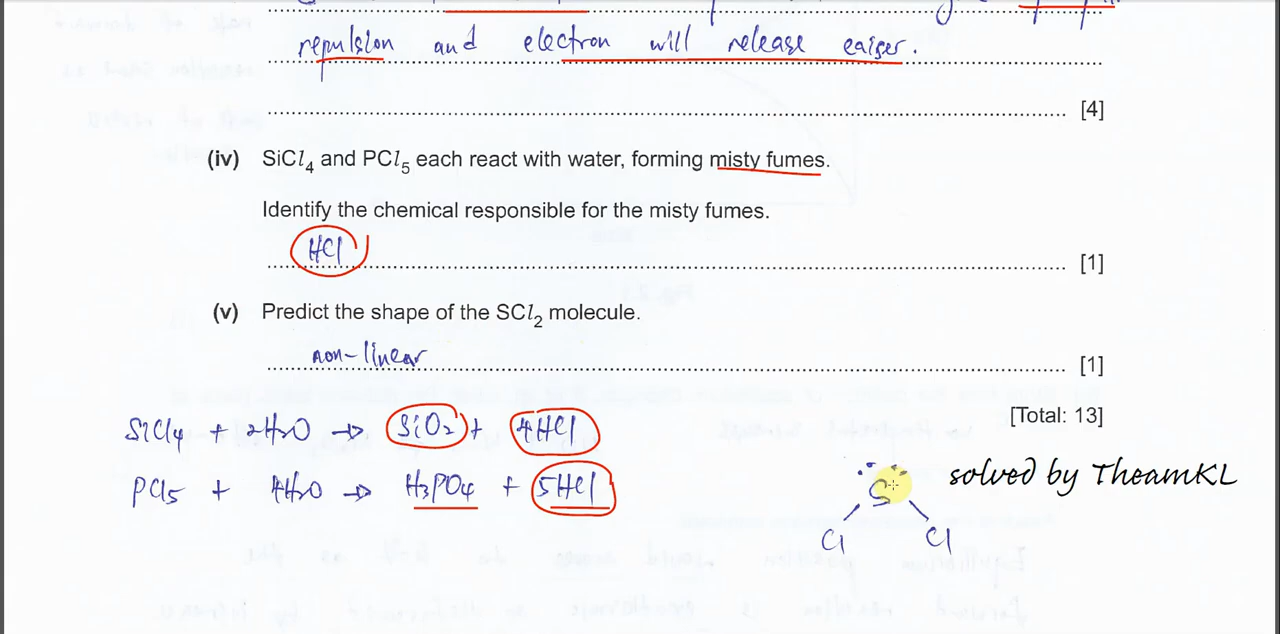 repulsion and electron will release eaiser.
[4]
(iv) SiCl4 and PCl5 each react with water, forming misty fumes.
Identify the chemical responsible for the misty fumes.
HCl
[1]
(v) Predict the shape of the SCl2 molecule.
non-linear
[1]
[Total: 13]
SiCl4 + 2H2O → SiO2 + 4HCl
PCl5 + 4H2O → H3PO4 + 5HCl
solved by TheamKL
S
Cl Cl